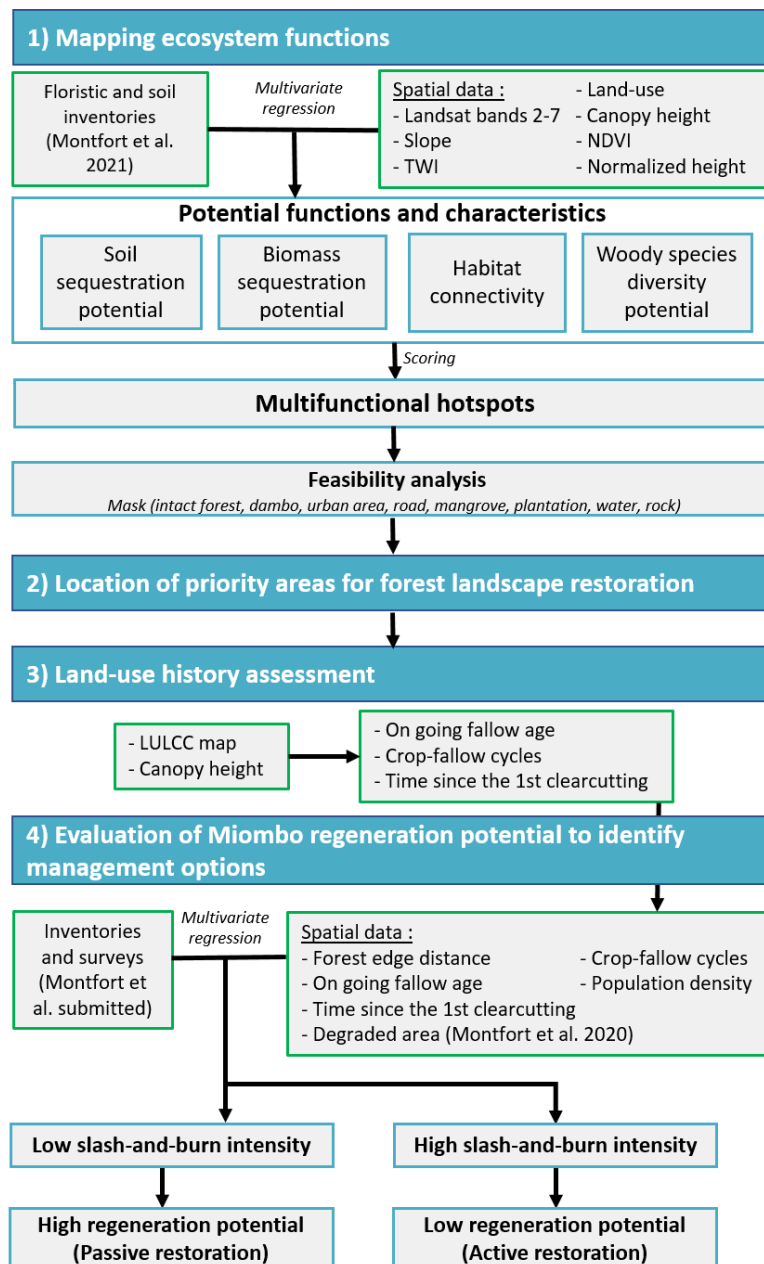 1) Mapping ecosystem functions
Floristic and soil
inventories
(Montfort et al.
2021)
Multivariate
regression
Spatial data :
- Landsat bands 2-7
- Slope
- TWI
- Land-use
- Canopy height
- NDVI
- Normalized height
Potential functions and characteristics
Soil
sequestration
potential
Biomass
sequestration
potential
Habitat
connectivity
Woody species
diversity
potential
Scoring
Multifunctional hotspots
Feasibility analysis
Mask (intact forest, dambo, urban area, road, mangrove, plantation, water, rock)
2) Location of priority areas for forest landscape restoration
3) Land-use history assessment
- LULCC map
- Canopy height
- On going fallow age
- Crop-fallow cycles
- Time since the 1st clearcutting
4) Evaluation of Miombo regeneration potential to identify
management options
Inventories
and surveys
(Montfort et
al. submitted)
Multivariate
regression
Spatial data :
- Forest edge distance
- On going fallow age
- Time since the 1st clearcutting
- Degraded area (Montfort et al. 2020)
- Crop-fallow cycles
- Population density
Low slash-and-burn intensity
High slash-and-burn intensity
High regeneration potential
(Passive restoration)
Low regeneration potential
(Active restoration)